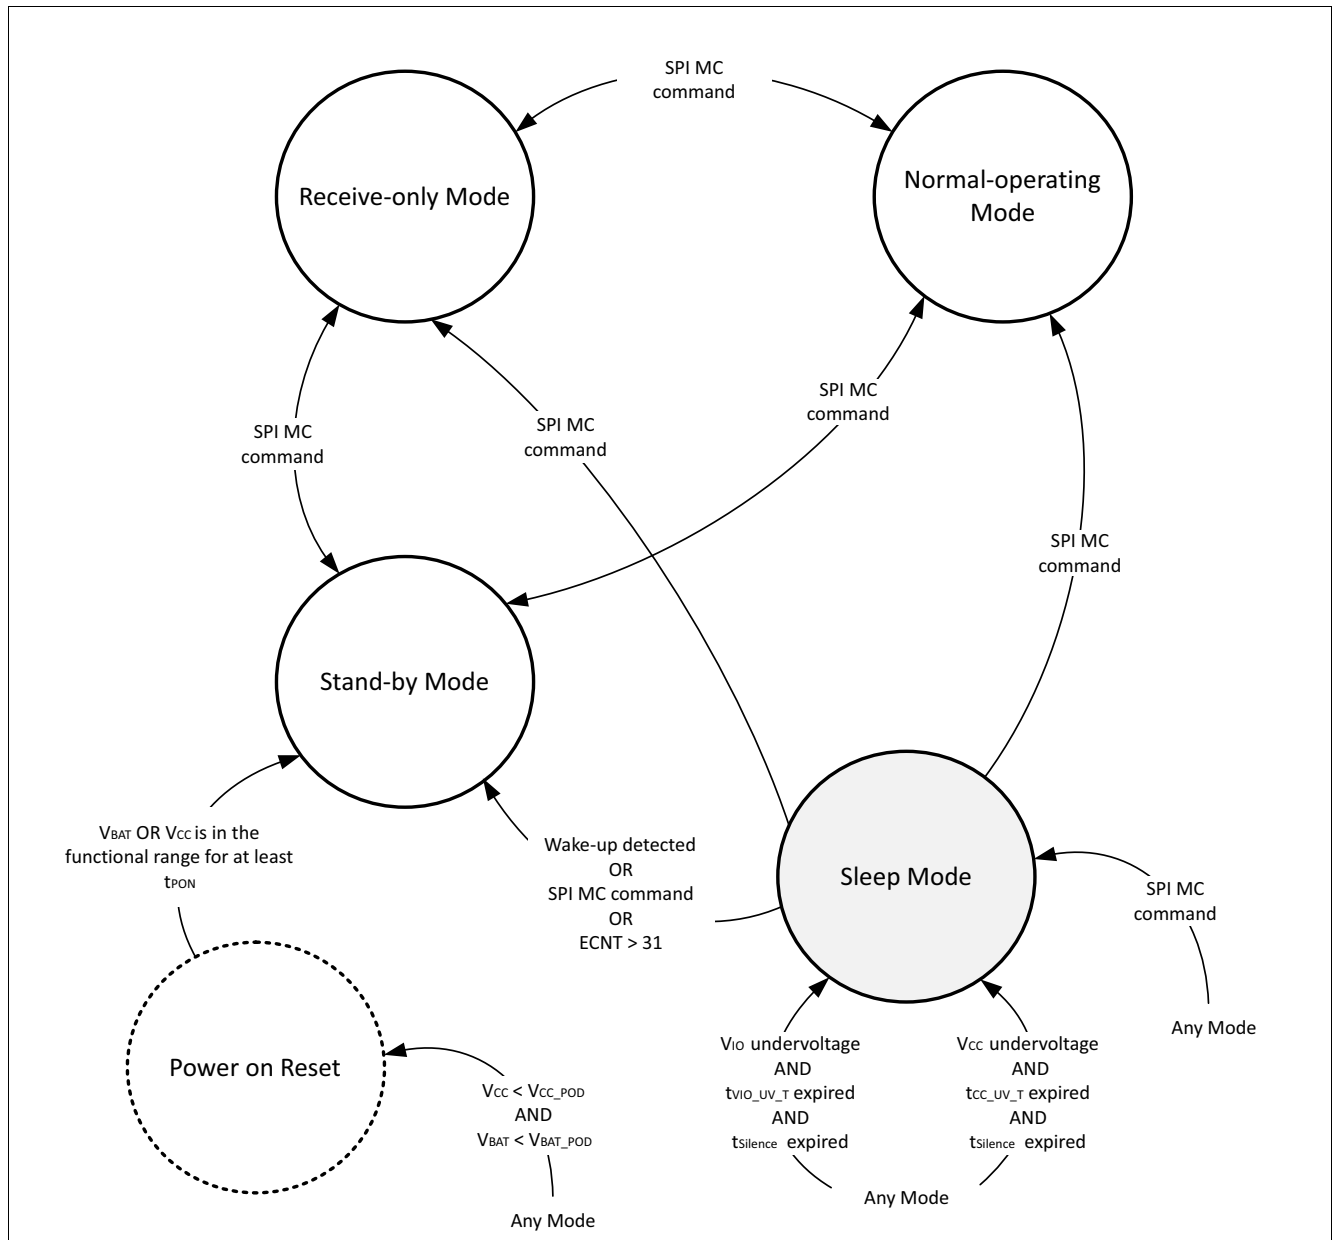 SPI MC
command
Receive-only Mode
Normal-operating
Mode
SPI MC
command
SPI MC
command
SPI MC
command
SPI MC
command
Stand-by Mode
VBAT OR VCC is in the
functional range for at least
tPON
Wake-up detected
OR
SPI MC command
OR
ECNT > 31
Sleep Mode
SPI MC
command
Any Mode
Power on Reset
VCC < VCC_POD
AND
VBAT < VBAT_POD
Any Mode
VIO undervoltage
AND
tVIO_UV_T expired
AND
tSilence expired
VCC undervoltage
AND
tCC_UV_T expired
AND
tSilence expired
Any Mode